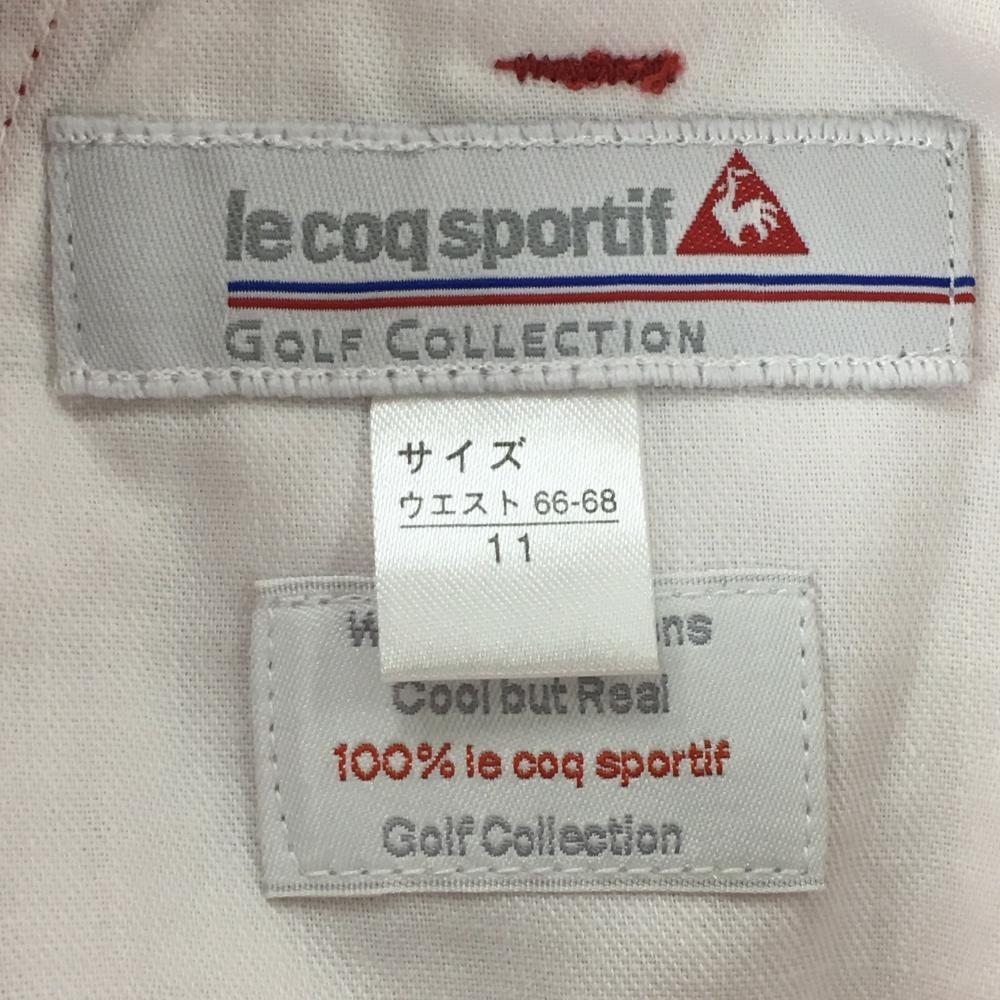 le coq sportif
GOLF COLLECTION
サイズ
ウエスト 66-68
11
Cool but Real
100% le coq sportif
Golf Collection